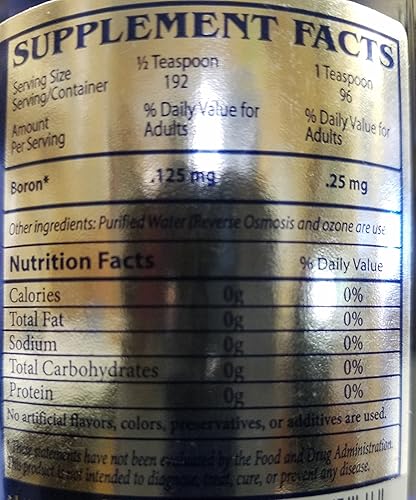 SUPPLEMENT FACTS
Serving Size ½ Teaspoon 1 Teaspoon
Serving/Container 192 96
Amount Per Serving % Daily Value for Adults % Daily Value for Adults
Boron* .125 mg .25 mg
Other ingredients: Purified Water (Reverse Osmosis and ozone are use
Nutrition Facts % Daily Value
Calories 0g 0%
Total Fat 0g 0%
Sodium 0g 0%
Total Carbohydrates 0g 0%
Protein 0g 0%
No artificial flavors, colors, preservatives, or additives are used.
* These statements have not been evaluated by the Food and Drug Administration.
This product is not intended to diagnose, treat, cure, or prevent any disease.